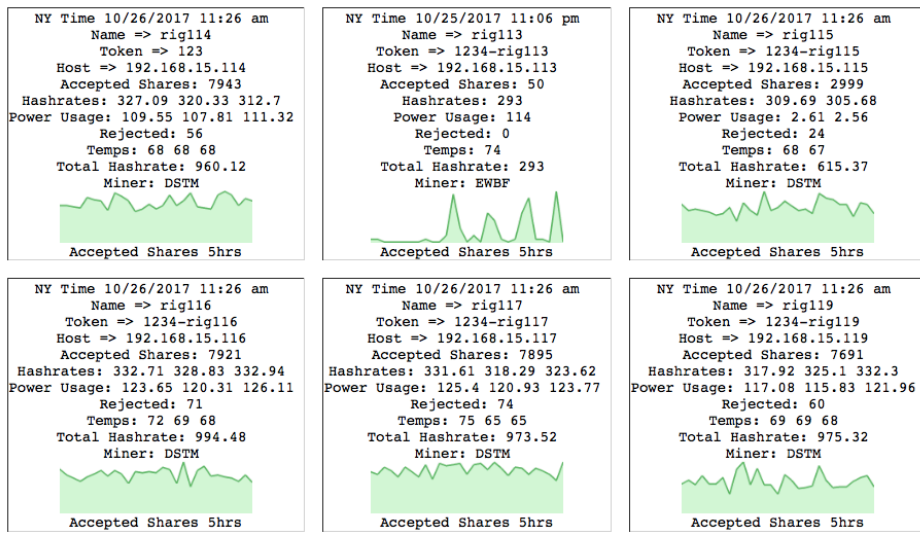 NY Time 10/26/2017 11:26 am
Name => rig114
Token => 123
Host => 192.168.15.114
Accepted Shares: 7943
Hashrates: 327.09 320.33 312.7
Power Usage: 109.55 107.81 111.32
Rejected: 56
Temps: 68 68 68
Total Hashrate: 960.12
Miner: DSTM
Accepted Shares 5hrs
NY Time 10/25/2017 11:06 pm
Name => rig113
Token => 1234-rig113
Host => 192.168.15.113
Accepted Shares: 50
Hashrates: 293
Power Usage: 114
Rejected: 0
Temps: 74
Total Hashrate: 293
Miner: EWBF
Accepted Shares 5hrs
NY Time 10/26/2017 11:26 am
Name => rig115
Token => 1234-rig115
Host => 192.168.15.115
Accepted Shares: 2999
Hashrates: 309.69 305.68
Power Usage: 2.61 2.56
Rejected: 24
Temps: 68 67
Total Hashrate: 615.37
Miner: DSTM
Accepted Shares 5hrs
NY Time 10/26/2017 11:26 am
Name => rig116
Token => 1234-rig116
Host => 192.168.15.116
Accepted Shares: 7921
Hashrates: 332.71 328.83 332.94
Power Usage: 123.65 120.31 126.11
Rejected: 71
Temps: 72 69 68
Total Hashrate: 994.48
Miner: DSTM
Accepted Shares 5hrs
NY Time 10/26/2017 11:26 am
Name => rig117
Token => 1234-rig117
Host => 192.168.15.117
Accepted Shares: 7895
Hashrates: 331.61 318.29 323.62
Power Usage: 125.4 120.93 123.77
Rejected: 74
Temps: 75 65 65
Total Hashrate: 973.52
Miner: DSTM
Accepted Shares 5hrs
NY Time 10/26/2017 11:26 am
Name => rig119
Token => 1234-rig119
Host => 192.168.15.119
Accepted Shares: 7691
Hashrates: 317.92 325.1 332.3
Power Usage: 117.08 115.83 121.96
Rejected: 60
Temps: 69 69 68
Total Hashrate: 975.32
Miner: DSTM
Accepted Shares 5hrs